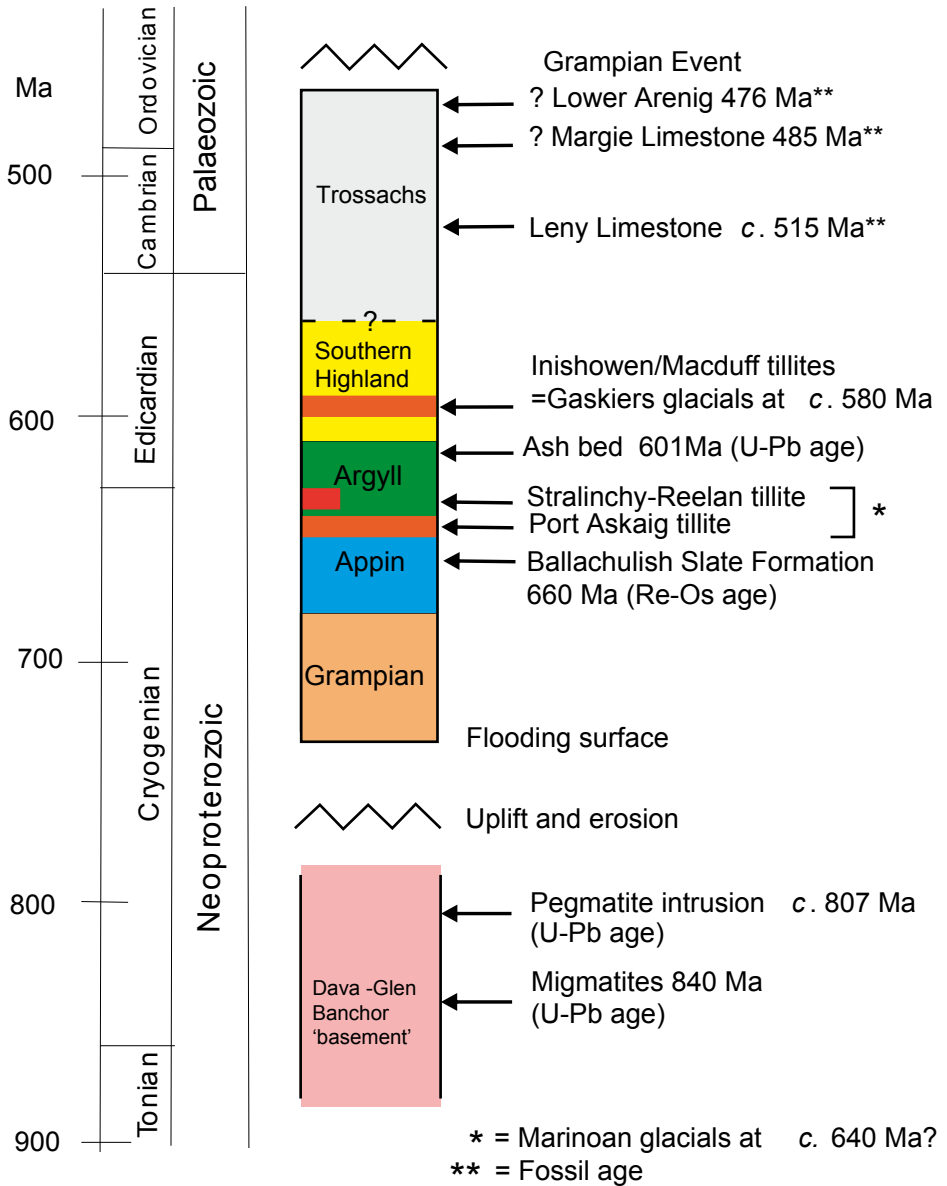 Ma
500
600
700
800
900
Ordovician
Cambrian
Edicardian
Cryogenian
Tonian
Palaeozoic
Neoproterozoic
Trossachs
?
Southern
Highland
Argyll
Appin
Grampian
Dava -Glen
Banchor
‘basement’
Grampian Event
? Lower Arenig 476 Ma**
? Margie Limestone 485 Ma**
Leny Limestone c. 515 Ma**
Inishowen/Macduff tillites
=Gaskiers glacials at c. 580 Ma
Ash bed 601Ma (U-Pb age)
Stralinchy-Reelan tillite
Port Askaig tillite
*
Ballachulish Slate Formation
660 Ma (Re-Os age)
Flooding surface
Uplift and erosion
Pegmatite intrusion c. 807 Ma
(U-Pb age)
Migmatites 840 Ma
(U-Pb age)
* = Marinoan glacials at c. 640 Ma?
** = Fossil age